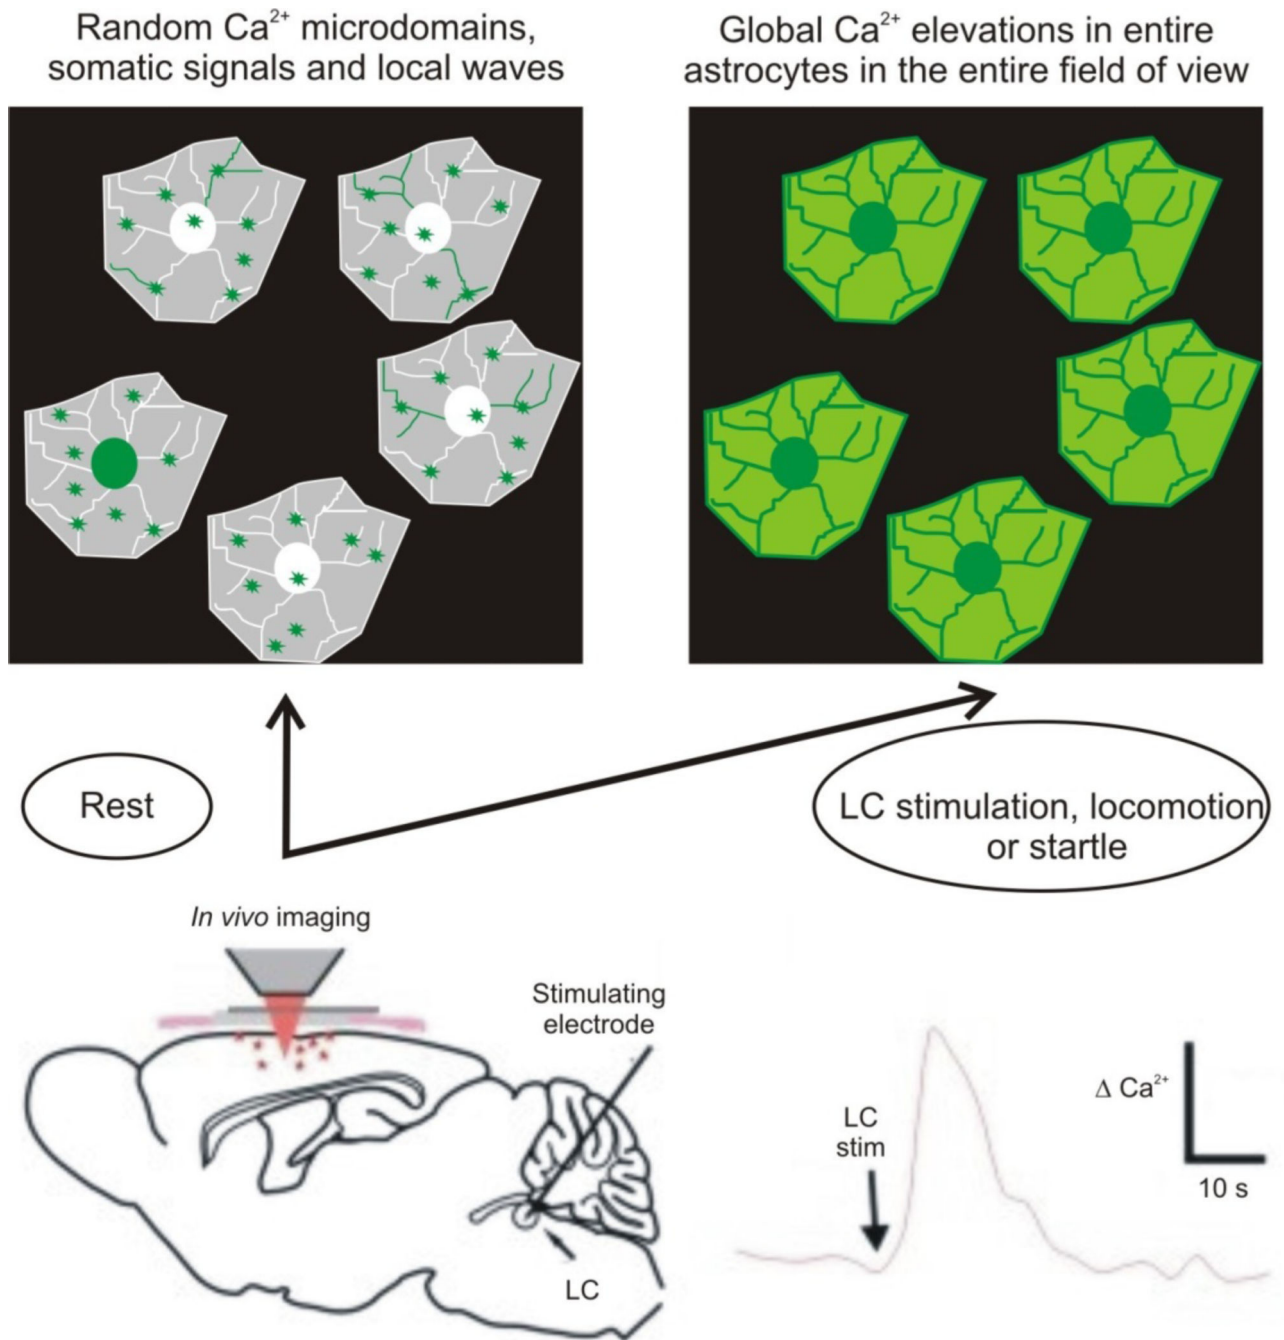 Random Ca²⁺ microdomains,
somatic signals and local waves
Global Ca²⁺ elevations in entire
astrocytes in the entire field of view
Rest
LC stimulation, locomotion
or startle
In vivo imaging
Stimulating
electrode
LC
LC
stim
Δ Ca²⁺
10 s